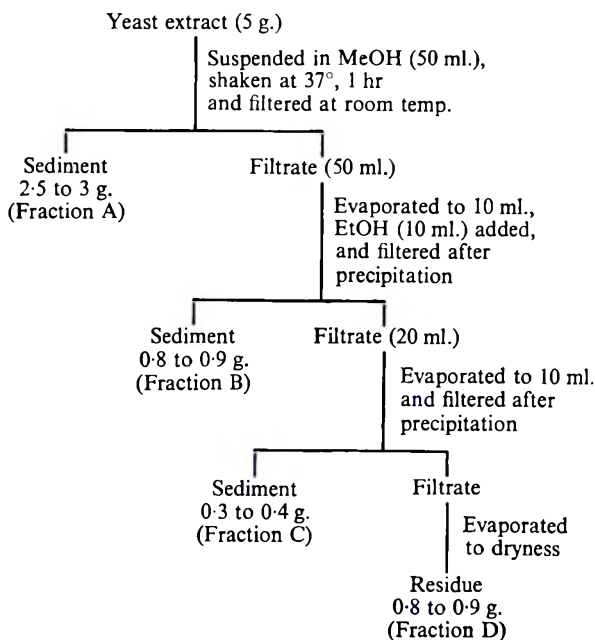 Yeast extract (5 g.)
Suspended in MeOH (50 ml.),
shaken at 37°, 1 hr
and filtered at room temp.
Sediment
2·5 to 3 g.
(Fraction A)
Filtrate (50 ml.)
Evaporated to 10 ml.,
EtOH (10 ml.) added,
and filtered after
precipitation
Sediment
0·8 to 0·9 g.
(Fraction B)
Filtrate (20 ml.)
Evaporated to 10 ml.
and filtered after
precipitation
Sediment
0·3 to 0·4 g.
(Fraction C)
Filtrate
Evaporated
to dryness
Residue
0·8 to 0·9 g.
(Fraction D)